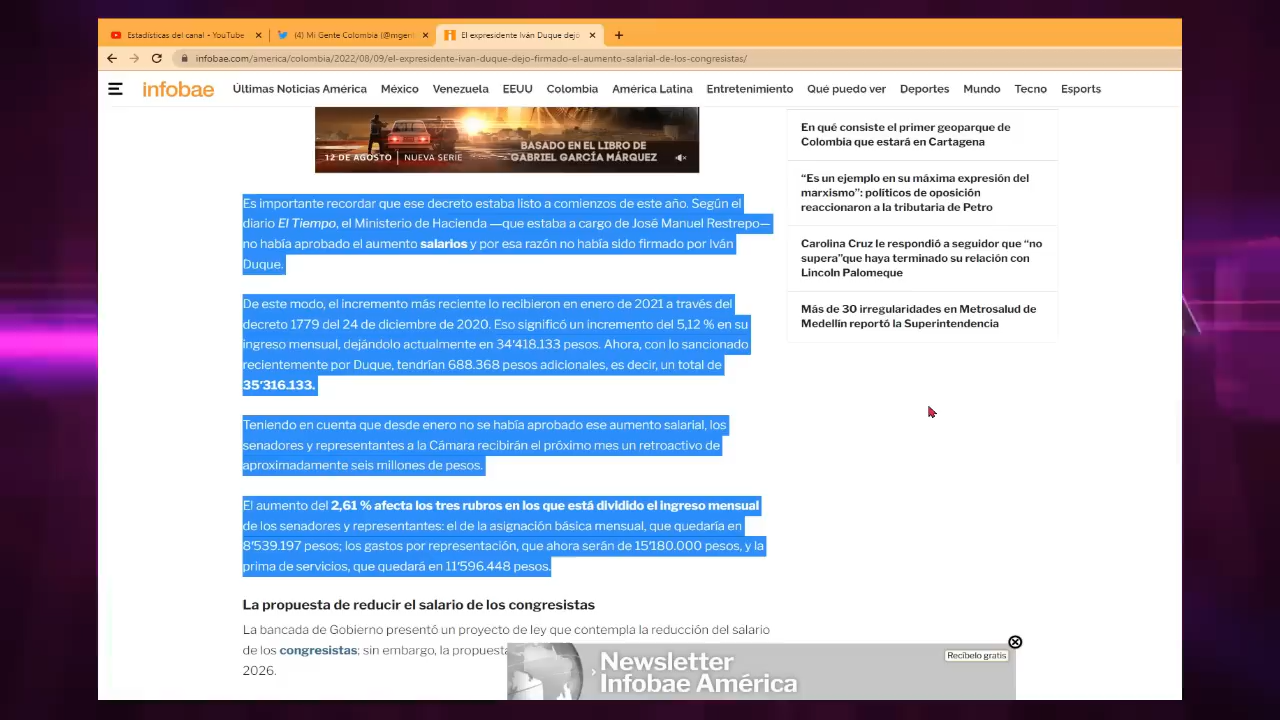 Estadísticas del canal - YouTube
(4) Mi Gente Colombia (@mgent
El expresidente Iván Duque dejó
infobae.com/america/colombia/2022/08/09/el-expresidente-ivan-duque-dejo-firmado-el-aumento-salarial-de-los-congresistas/
infobae
Últimas Noticias América México Venezuela EEUU Colombia América Latina Entretenimiento Qué puedo ver Deportes Mundo Tecno Esports
12 DE AGOSTO | NUEVA SERIE
BASADO EN EL LIBRO DE
GABRIEL GARCÍA MÁRQUEZ
Es importante recordar que ese decreto estaba listo a comienzos de este año. Según el
diario El Tiempo, el Ministerio de Hacienda —que estaba a cargo de José Manuel Restrepo—
no había aprobado el aumento salarios y por esa razón no había sido firmado por Iván
Duque.
De este modo, el incremento más reciente lo recibieron en enero de 2021 a través del
decreto 1779 del 24 de diciembre de 2020. Eso significó un incremento del 5,12 % en su
ingreso mensual, dejándolo actualmente en 34’418.133 pesos. Ahora, con lo sancionado
recientemente por Duque, tendrían 688.368 pesos adicionales, es decir, un total de
35’316.133.
Teniendo en cuenta que desde enero no se había aprobado ese aumento salarial, los
senadores y representantes a la Cámara recibirán el próximo mes un retroactivo de
aproximadamente seis millones de pesos.
El aumento del 2,61 % afecta los tres rubros en los que está dividido el ingreso mensual
de los senadores y representantes: el de la asignación básica mensual, que quedaría en
8’539.197 pesos; los gastos por representación, que ahora serán de 15’180.000 pesos, y la
prima de servicios, que quedará en 11’596.448 pesos.
La propuesta de reducir el salario de los congresistas
La bancada de Gobierno presentó un proyecto de ley que contempla la reducción del salario
de los congresistas; sin embargo, la propuest
2026.
En qué consiste el primer geoparque de
Colombia que estará en Cartagena
“Es un ejemplo en su máxima expresión del
marxismo”: políticos de oposición
reaccionaron a la tributaria de Petro
Carolina Cruz le respondió a seguidor que “no
supera”que haya terminado su relación con
Lincoln Palomeque
Más de 30 irregularidades en Metrosalud de
Medellín reportó la Superintendencia
Newsletter
Infobae América
Recíbelo gratis